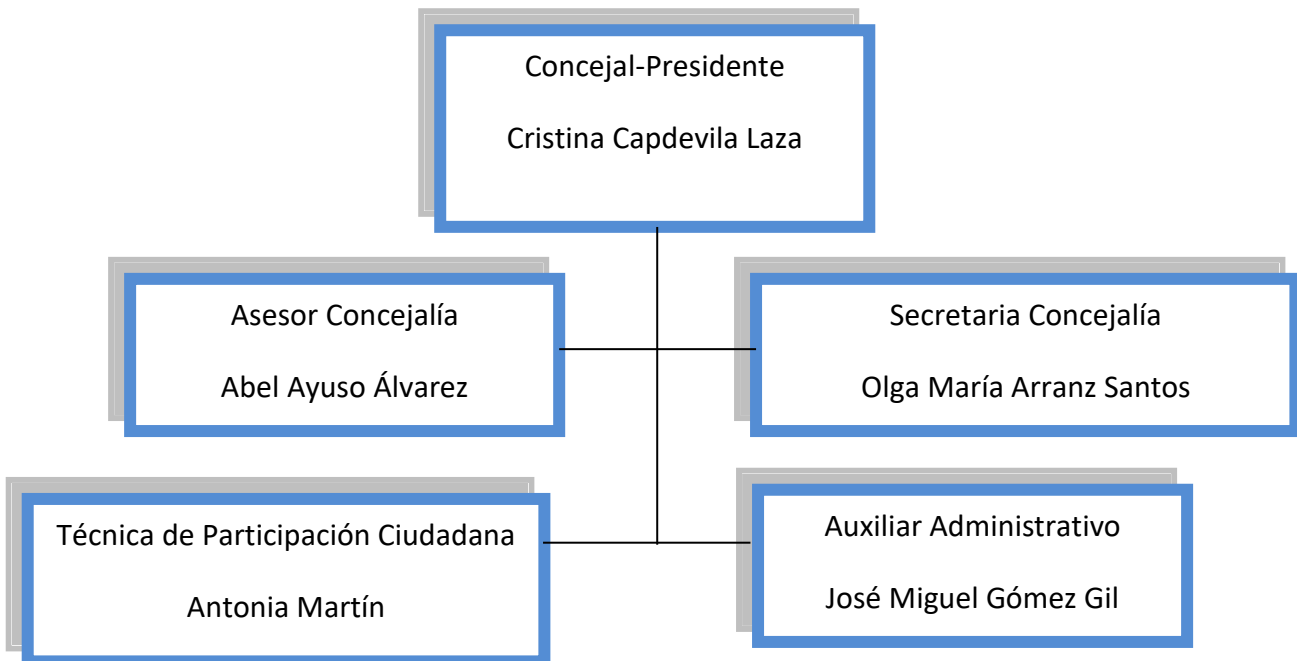 Concejal-Presidente
Cristina Capdevila Laza
Asesor Concejalía
Abel Ayuso Álvarez
Secretaria Concejalía
Olga María Arranz Santos
Técnica de Participación Ciudadana
Antonia Martín
Auxiliar Administrativo
José Miguel Gómez Gil